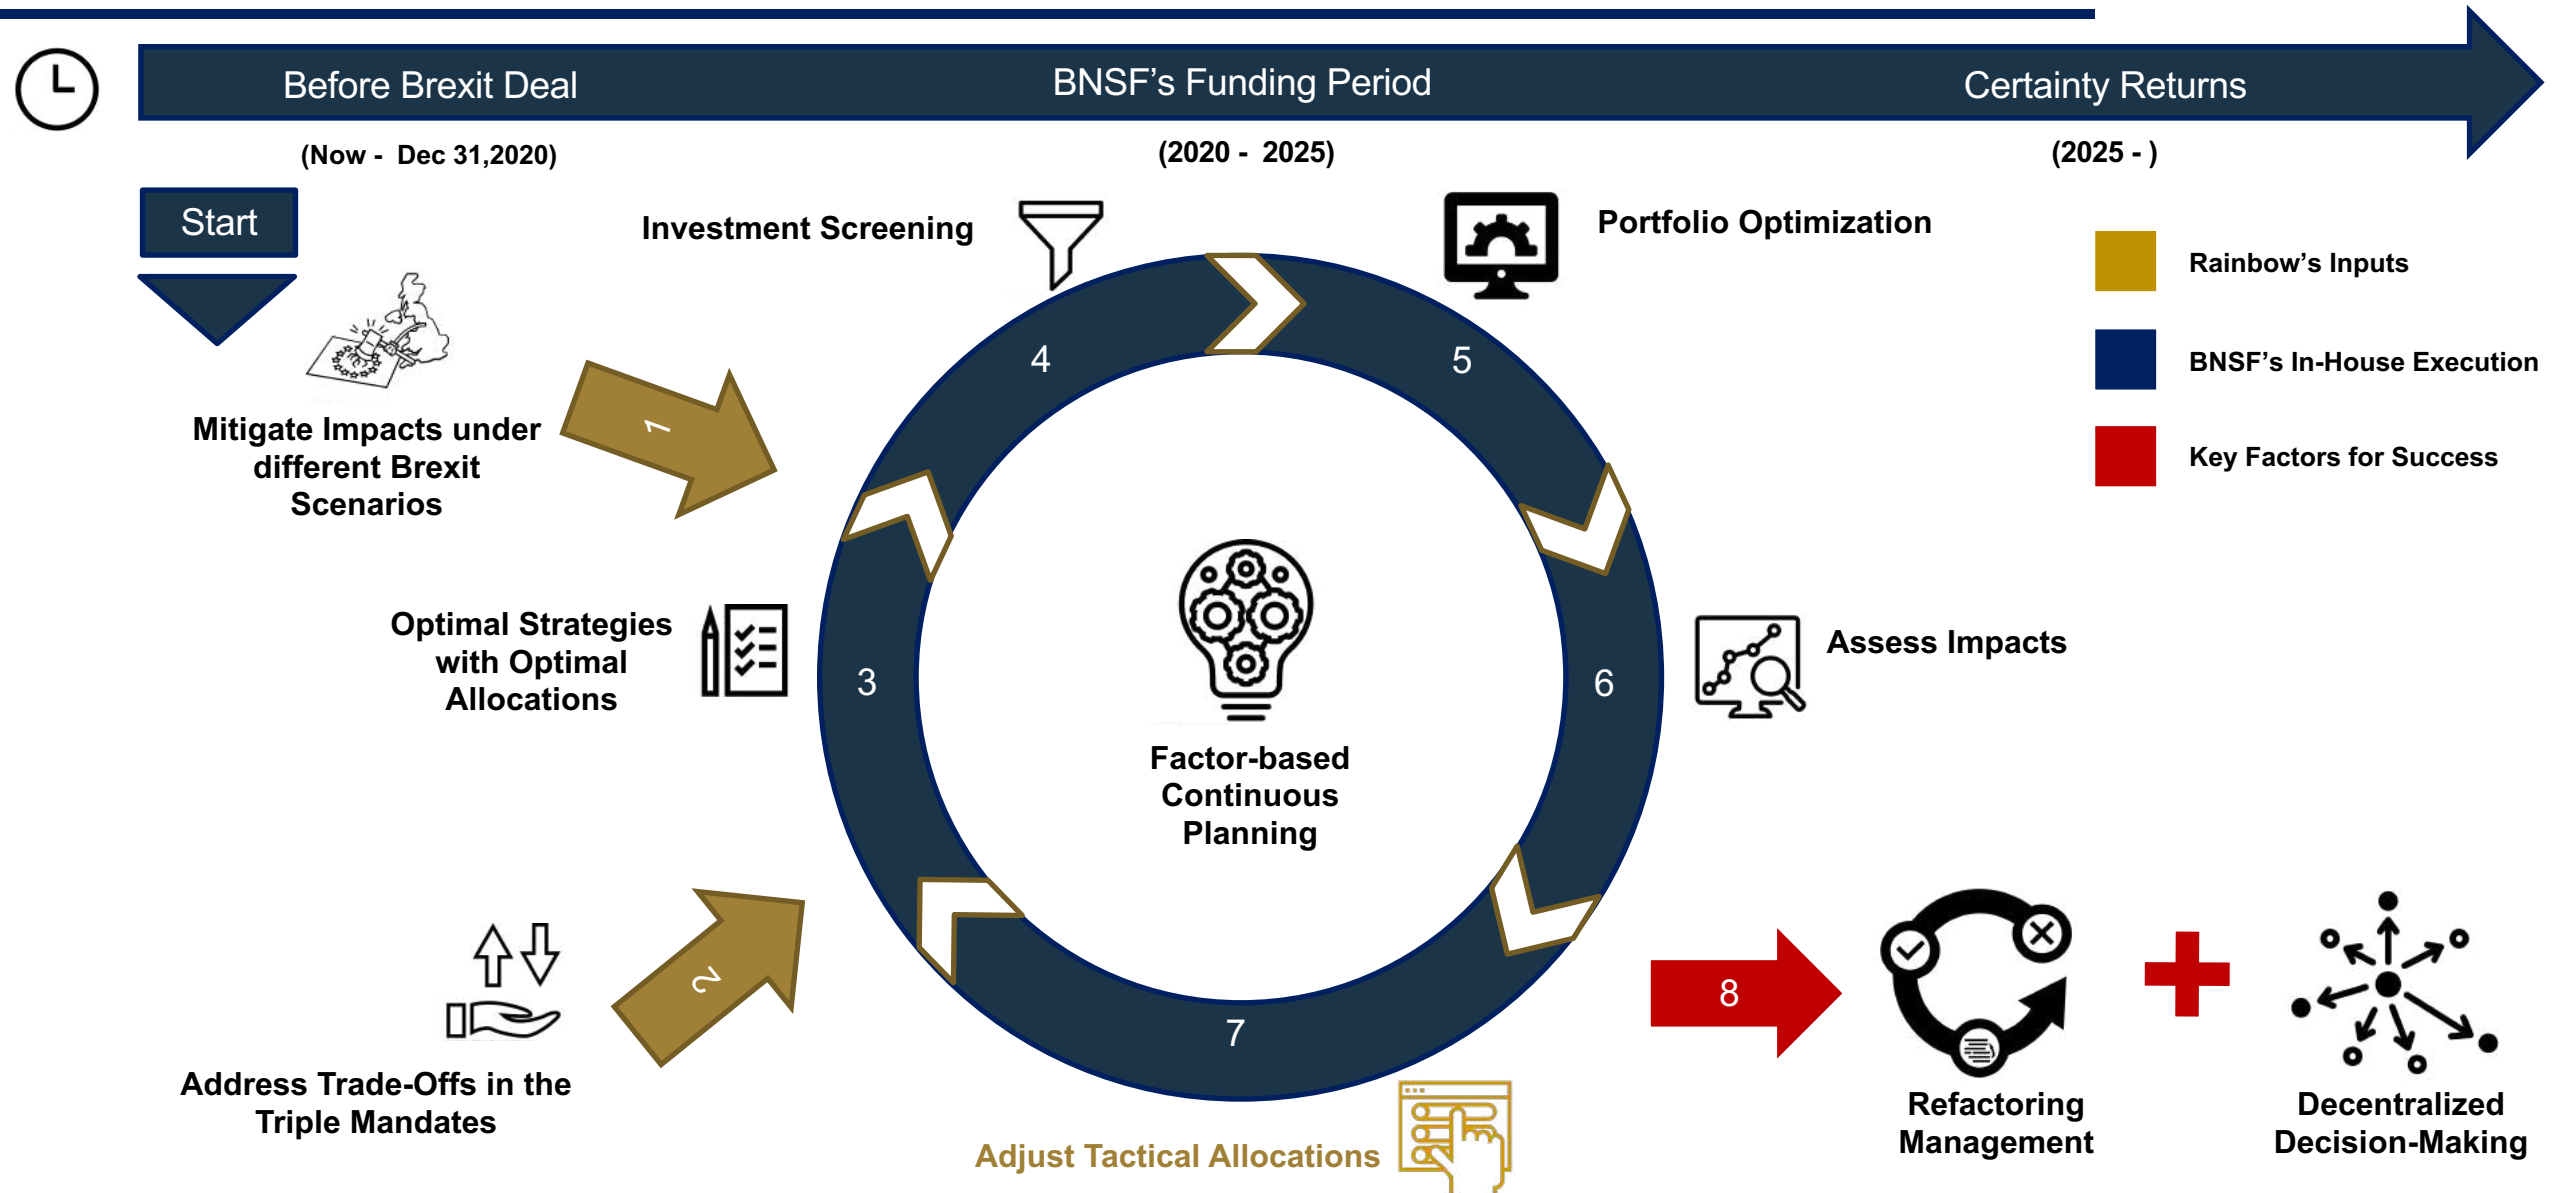 Before Brexit Deal
BNSF's Funding Period
Certainty Returns
(Now - Dec 31,2020)
(2020 - 2025)
(2025 - )
Start
Investment Screening
Portfolio Optimization
Rainbow's Inputs
BNSF's In-House Execution
Key Factors for Success
4
5
1
Mitigate Impacts under
different Brexit
Scenarios
Optimal Strategies
with Optimal
Allocations
3
6
Assess Impacts
Factor-based
Continuous
Planning
2
Address Trade-Offs in the
Triple Mandates
7
8
Adjust Tactical Allocations
Refactoring
Management
Decentralized
Decision-Making